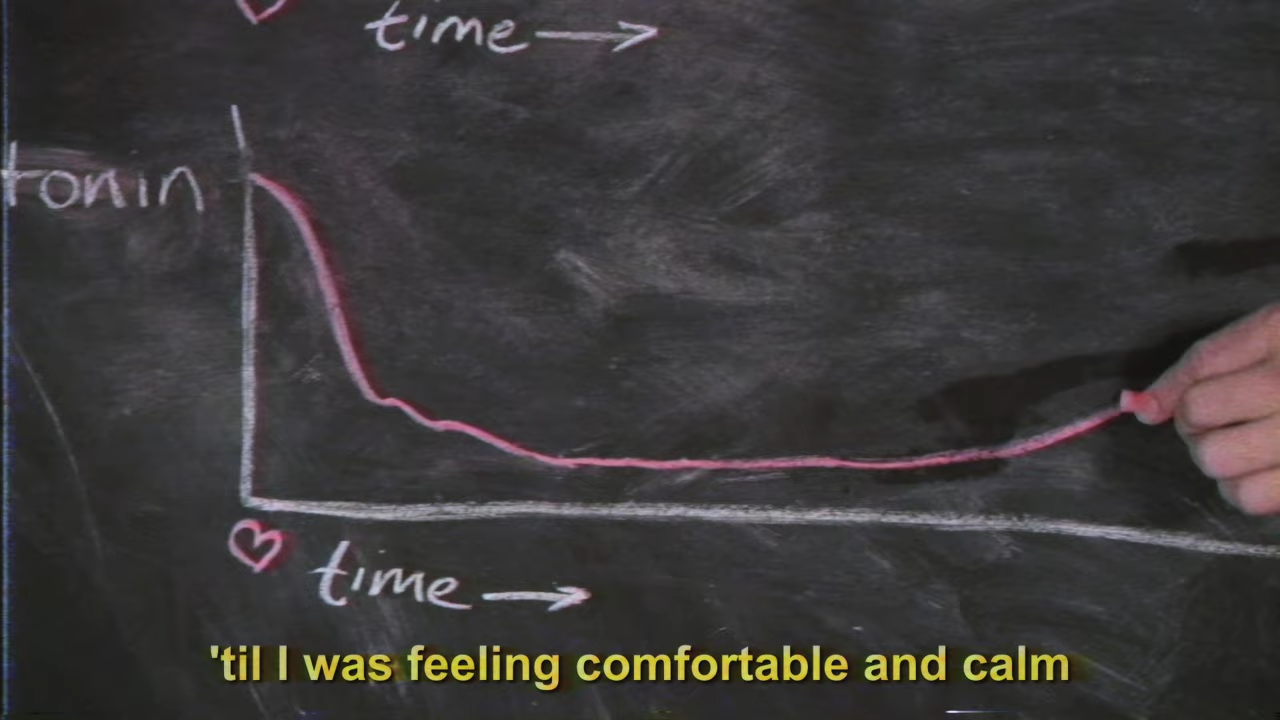 time
tonin
time
'til I was feeling comfortable and calm